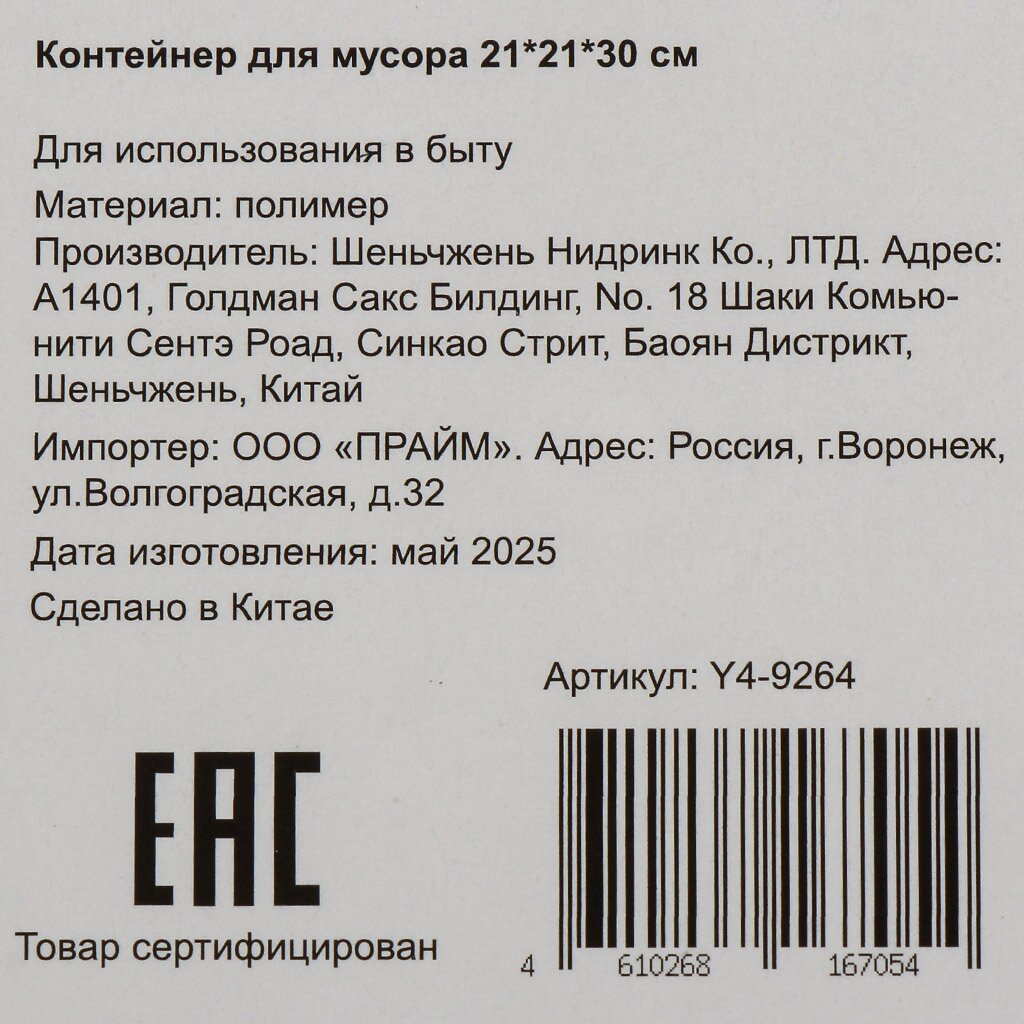 Контейнер для мусора 21*21*30 см
Для использования в быту
Материал: полимер
Производитель: Шеньчжень Нидринк Ко., ЛТД. Адрес:
А1401, Голдман Сакс Билдинг, No. 18 Шаки Комью-
нити Сентэ Роад, Синкао Стрит, Баоян Дистрикт,
Шеньчжень, Китай
Импортер: ООО «ПРАЙМ». Адрес: Россия, г.Воронеж,
ул.Волгоградская, д.32
Дата изготовления: май 2025
Сделано в Китае
Артикул: Y4-9264
EAC
Товар сертифицирован
4 610268 167054